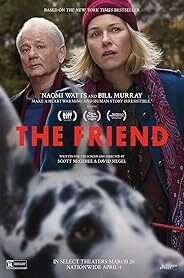 BASED ON THE NEW YORK TIMES BESTSELLER
NAOMI WATTS AND BILL MURRAY
MAKE A HEART WARMING AND HUMAN STORY IRRESISTIBLE.
THE FRIEND
WRITTEN FOR THE SCREEN AND DIRECTED BY
SCOTT McGEHEE & DAVID SIEGEL
R
IN SELECT THEATERS MARCH 28
NATIONWIDE APRIL 4